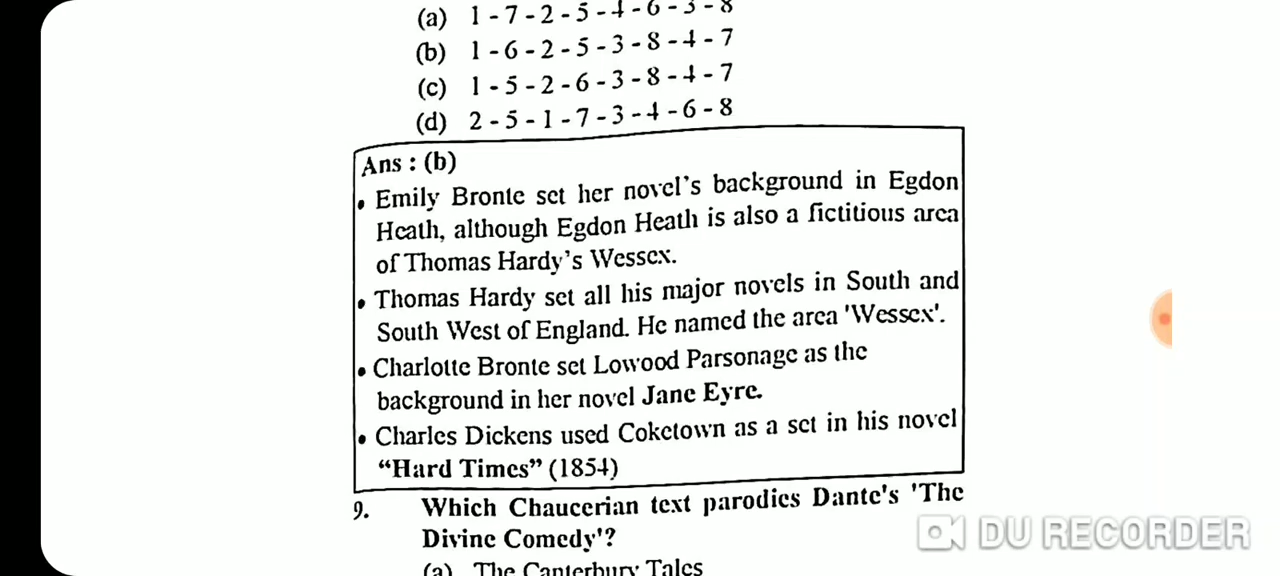 (a) 1 - 7 - 2 - 5 - 4 - 6 - 3 - 8
(b) 1 - 6 - 2 - 5 - 3 - 8 - 4 - 7
(c) 1 - 5 - 2 - 6 - 3 - 8 - 4 - 7
(d) 2 - 5 - 1 - 7 - 3 - 4 - 6 - 8
Ans : (b)
• Emily Bronte set her novel's background in Egdon
Heath, although Egdon Heath is also a fictitious area
of Thomas Hardy's Wessex.
• Thomas Hardy set all his major novels in South and
South West of England. He named the area 'Wessex'.
• Charlotte Bronte set Lowood Parsonage as the
background in her novel Jane Eyre.
• Charles Dickens used Coketown as a set in his novel
“Hard Times” (1854)
9. Which Chaucerian text parodies Dante's 'The
Divine Comedy'?
(a) The Canterbury Tales
DU RECORDER